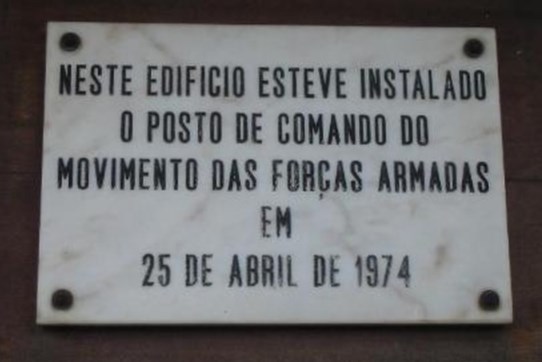 NESTE EDIFICIO ESTEVE INSTALADO
O POSTO DE COMANDO DO
MOVIMENTO DAS FORÇAS ARMADAS
EM
25 DE ABRIL DE 1974